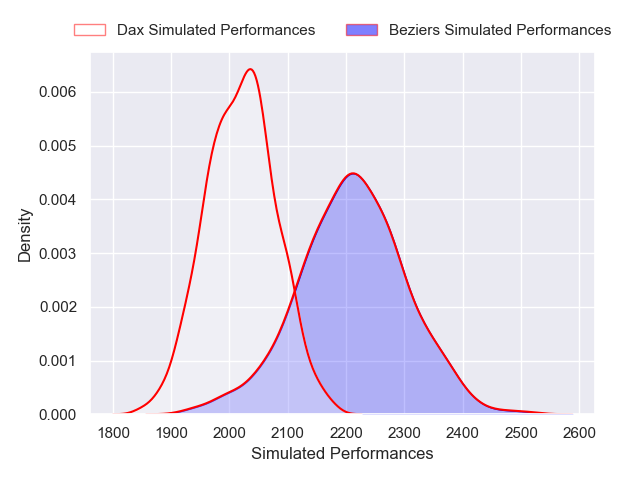 Dax Simulated Performances
Beziers Simulated Performances
0.006
0.005
0.004
0.003
0.002
0.001
0.000
Density
1800 1900 2000 2100 2200 2300 2400 2500 2600
Simulated Performances